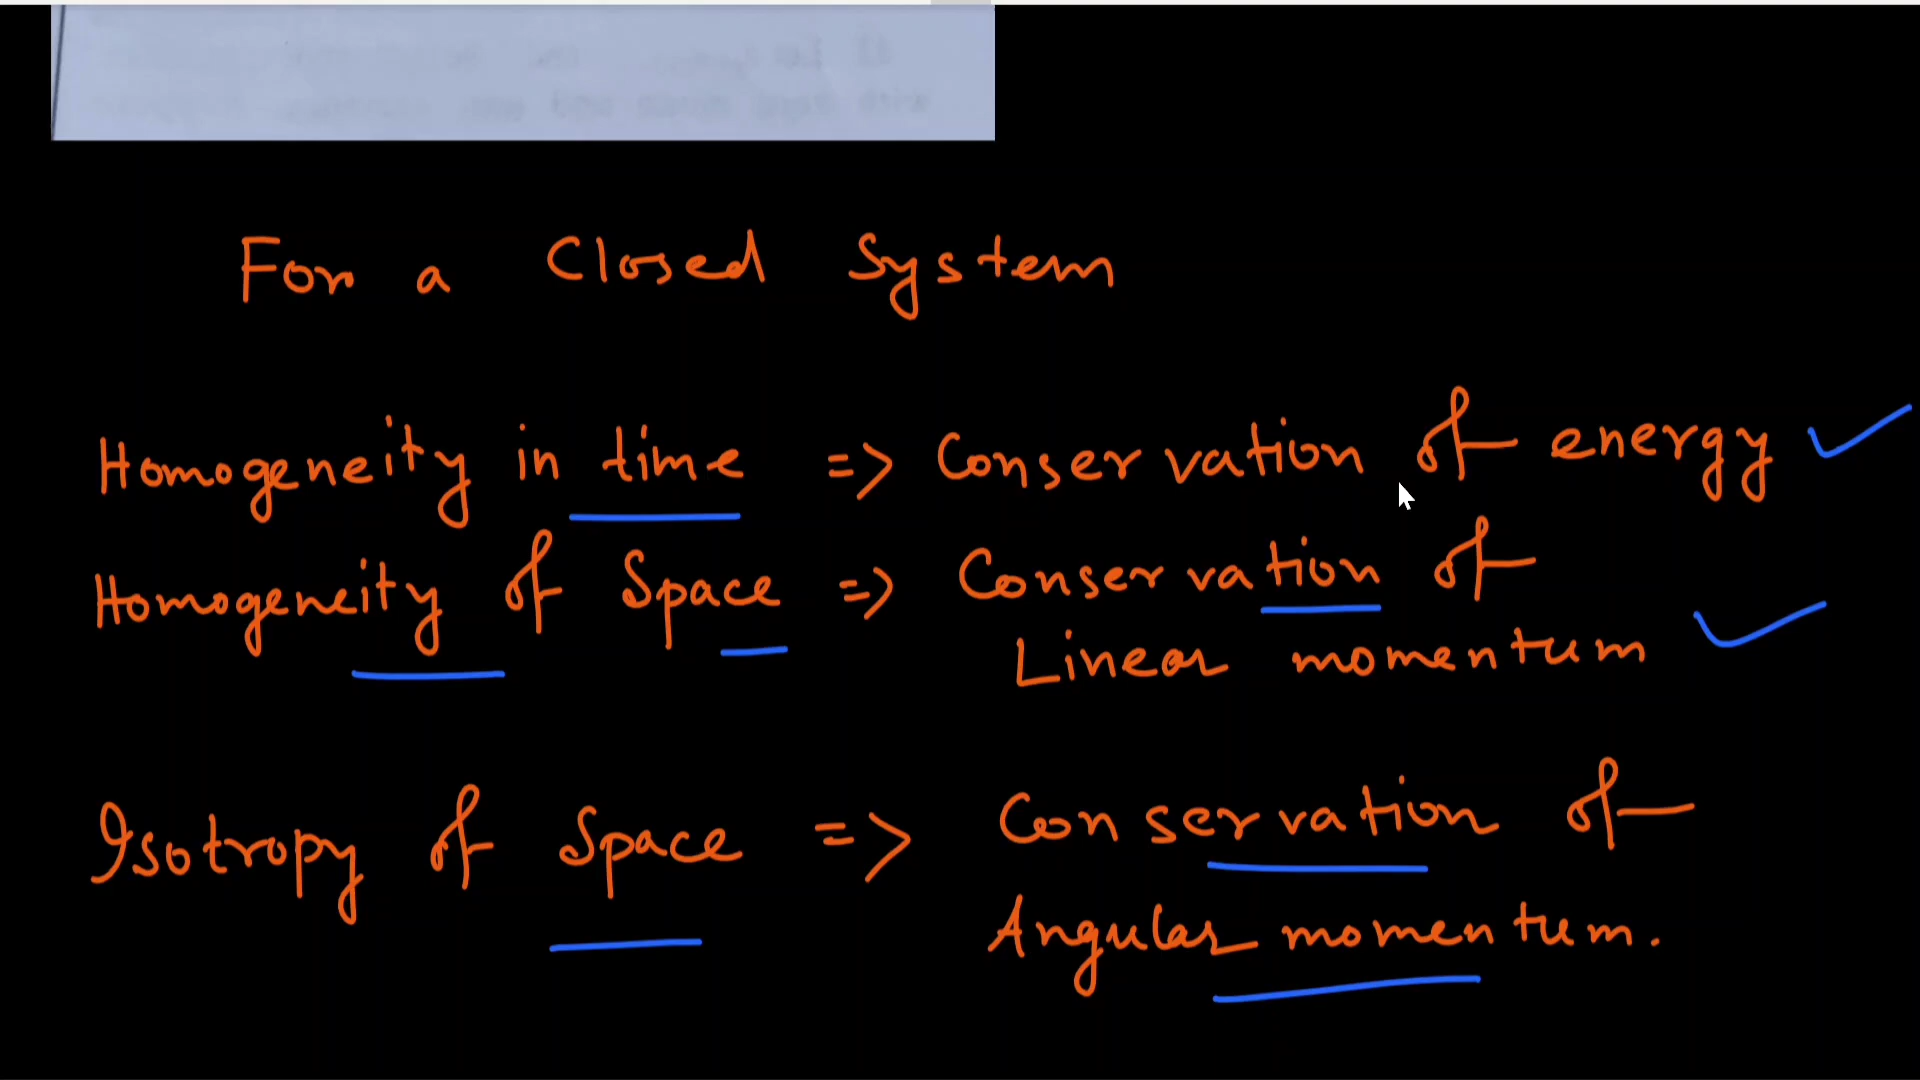 For a Closed System
Homogeneity in time => Conservation of energy
Homogeneity of Space => Conservation of
Linear momentum
Isotropy of Space => Conservation of
Angular momentum.